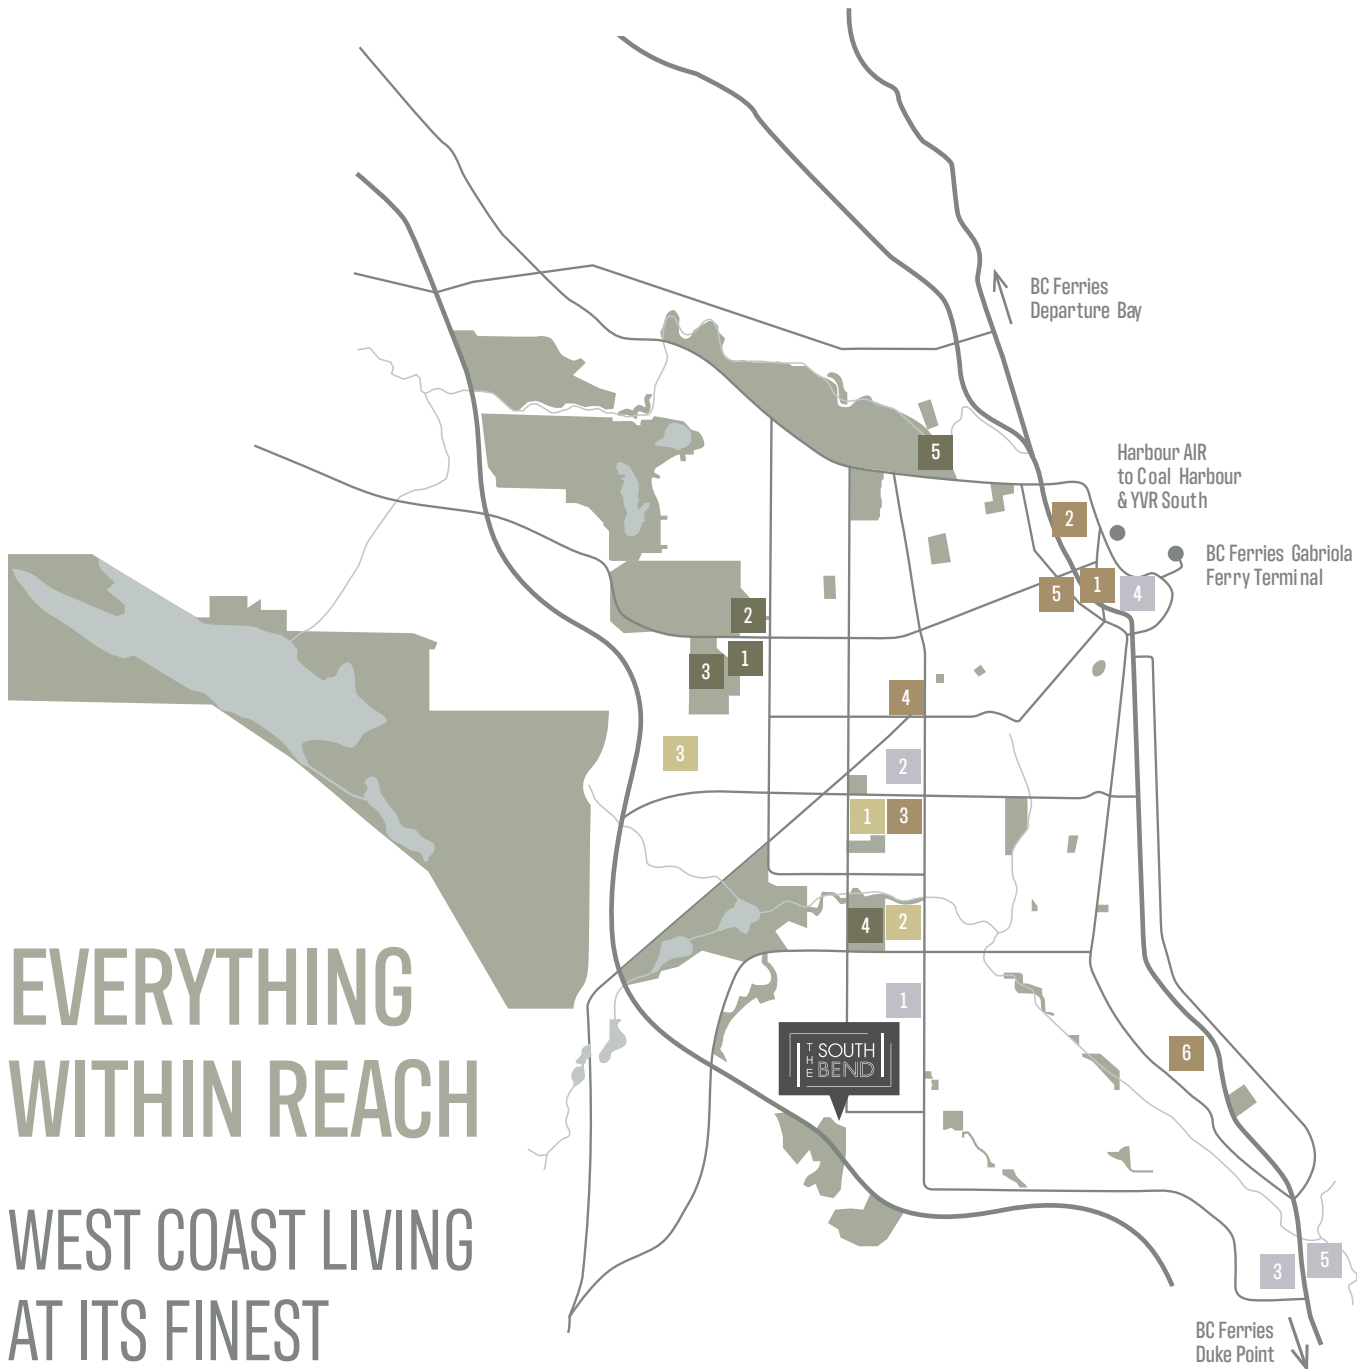 BC Ferries
Departure Bay
5
Harbour AIR
to Coal Harbour
& YVR South
2
BC Ferries Gabriola
Ferry Terminal
5
1
4
2
1
3
4
3
2
1
3
4
2
1
THE
SOUTH
BEND
6
EVERYTHING
WITHIN REACH
WEST COAST LIVING
AT ITS FINEST
3
5
BC Ferries
Duke Point